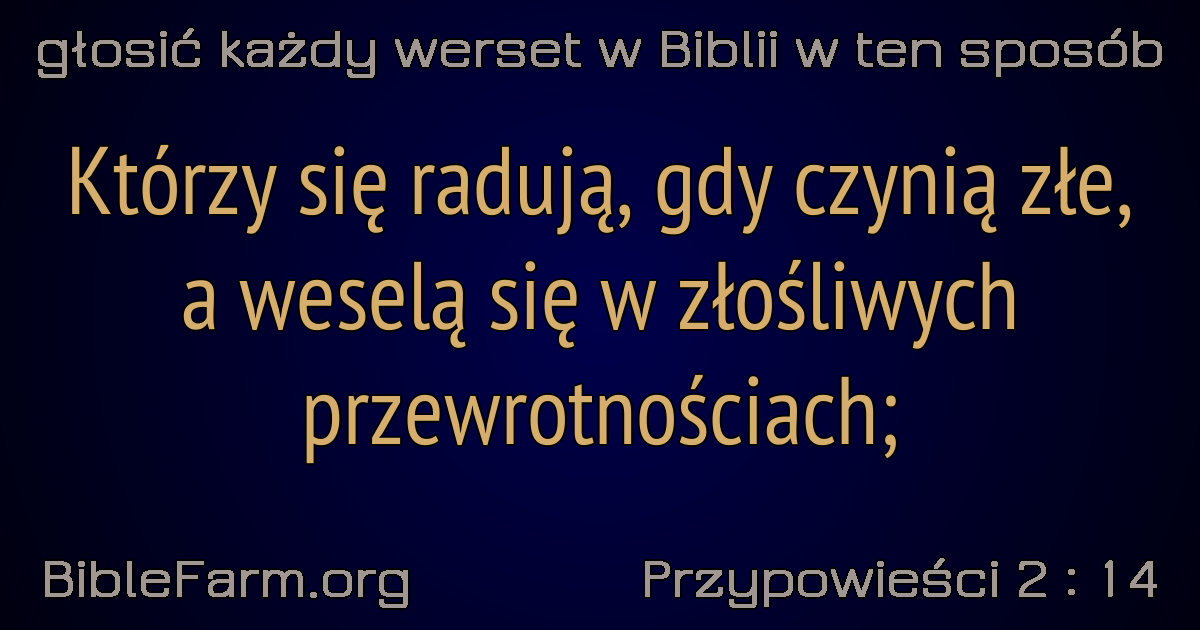 głosić każdy werset w Biblii w ten sposób
Którzy się radują, gdy czynią złe,
a weselą się w złośliwych
przewrotnościach;
BibleFarm.org
Przypowieści 2 : 14